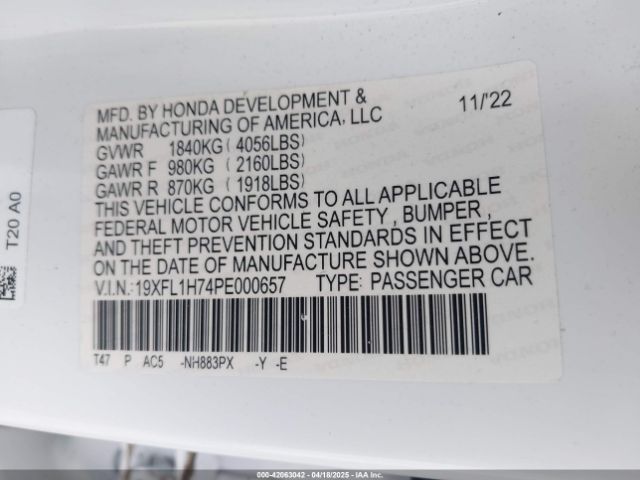 MFD. BY HONDA DEVELOPMENT & MANUFACTURING OF AMERICA, LLC 11/'22
GVWR 1840KG (4056LBS)
GAWR F 980KG (2160LBS)
GAWR R 870KG (1918LBS)
THIS VEHICLE CONFORMS TO ALL APPLICABLE
FEDERAL MOTOR VEHICLE SAFETY , BUMPER ,
AND THEFT PREVENTION STANDARDS IN EFFECT
ON THE DATE OF MANUFACTURE SHOWN ABOVE.
V.I.N.: 19XFL1H74PE000657 TYPE: PASSENGER CAR
T47 P AC5 -NH883PX -Y -E
T20 A0
000-42063042 - 04/18/2025 - IAA Inc.